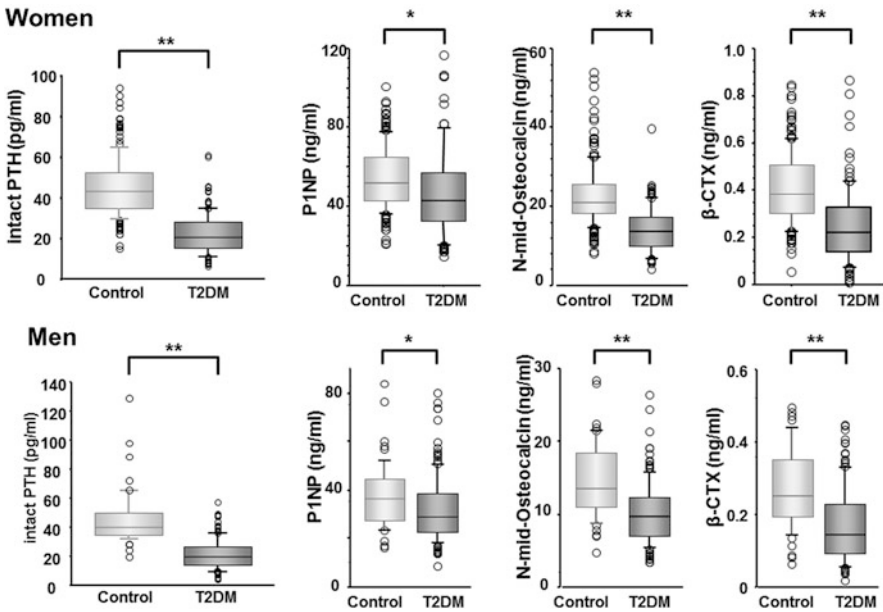 Women
**
Intact PTH (pg/ml)
100
80
60
40
20
0
Control T2DM
*
P1NP (ng/ml)
120
80
40
0
Control T2DM
**
N-mid-Osteocalcin (ng/ml)
60
40
20
0
Control T2DM
**
β-CTX (ng/ml)
1.0
0.8
0.6
0.4
0.2
0
Control T2DM
Men
**
intact PTH (pg/ml)
140
120
100
80
60
40
20
0
Control T2DM
*
P1NP (ng/ml)
80
40
0
Control T2DM
**
N-mid-Osteocalcin (ng/ml)
30
20
10
0
Control T2DM
**
β-CTX (ng/ml)
0.6
0.4
0.2
0
Control T2DM